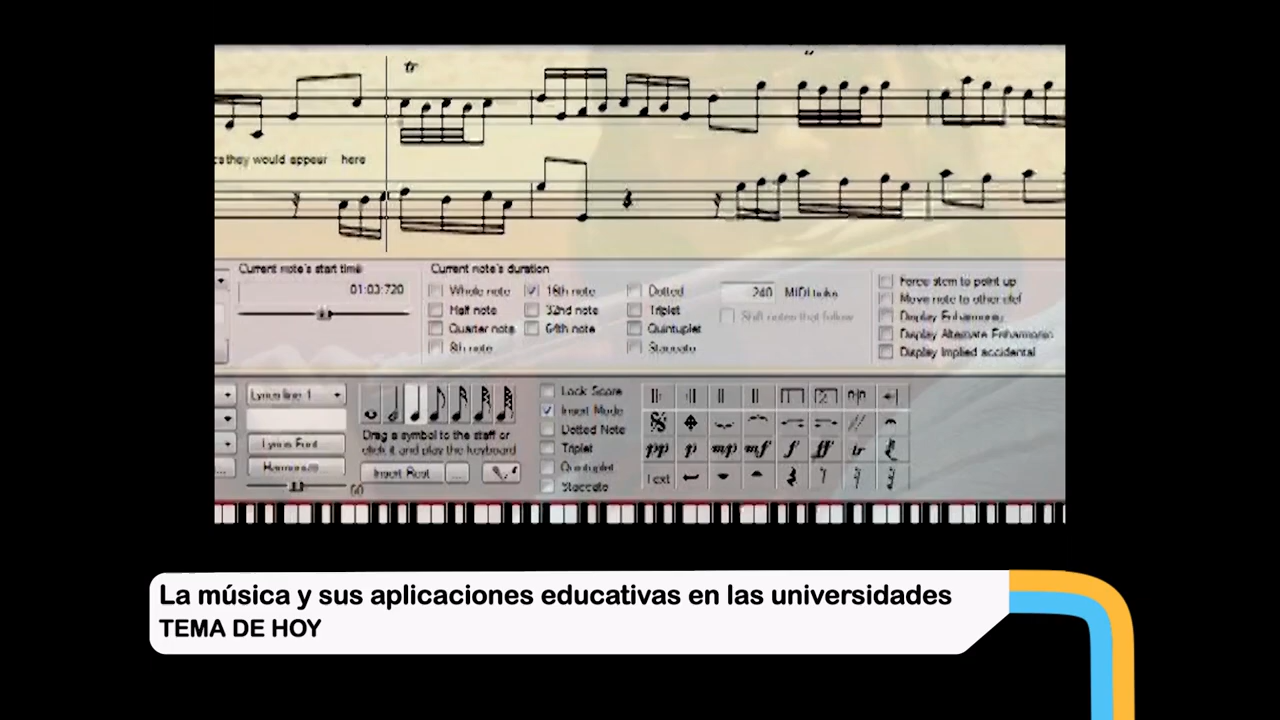 tr
they would appear here
Current note's start time
01:03:720
Current note's duration
Whole note
Half note
Quarter note
8th note
16th note
32nd note
64th note
Dotted
Triplet
Quintuplet
Staccato
240 MIDI ticks
Shift notes that follow
Force stem to point up
Move note to other clef
Display Enharmonic
Display Alternate Enharmonic
Display Implied accidental
Lyrics line 1
Lyrics Font
...
Drag a symbol to the staff or
click it and play the keyboard
Insert Rest ...
Lock Score
Insert Mode
Dotted Note
Triplet
Quintuplet
Staccato
pp p mp mf f ff tr
Text
La música y sus aplicaciones educativas en las universidades
TEMA DE HOY